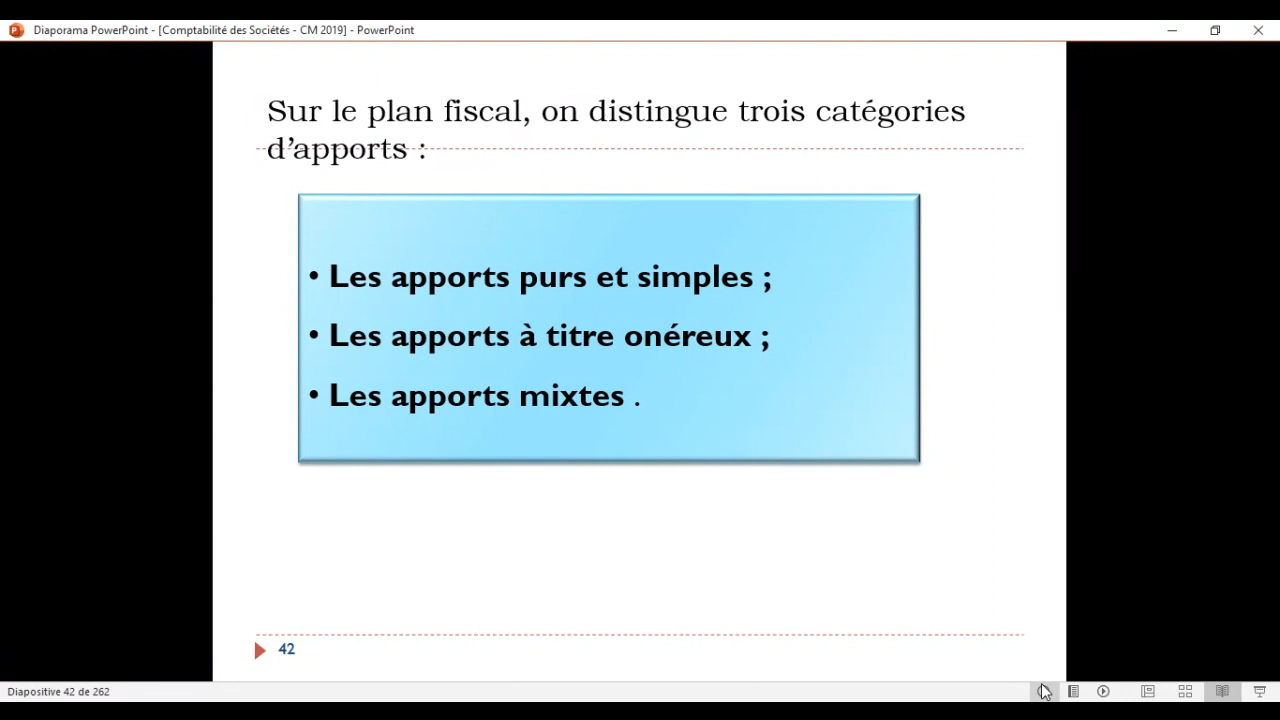 Diaporama PowerPoint - [Comptabilité des Sociétés - CM 2019] - PowerPoint
Sur le plan fiscal, on distingue trois catégories
d’apports :
• Les apports purs et simples ;
• Les apports à titre onéreux ;
• Les apports mixtes .
42
Diapositive 42 de 262